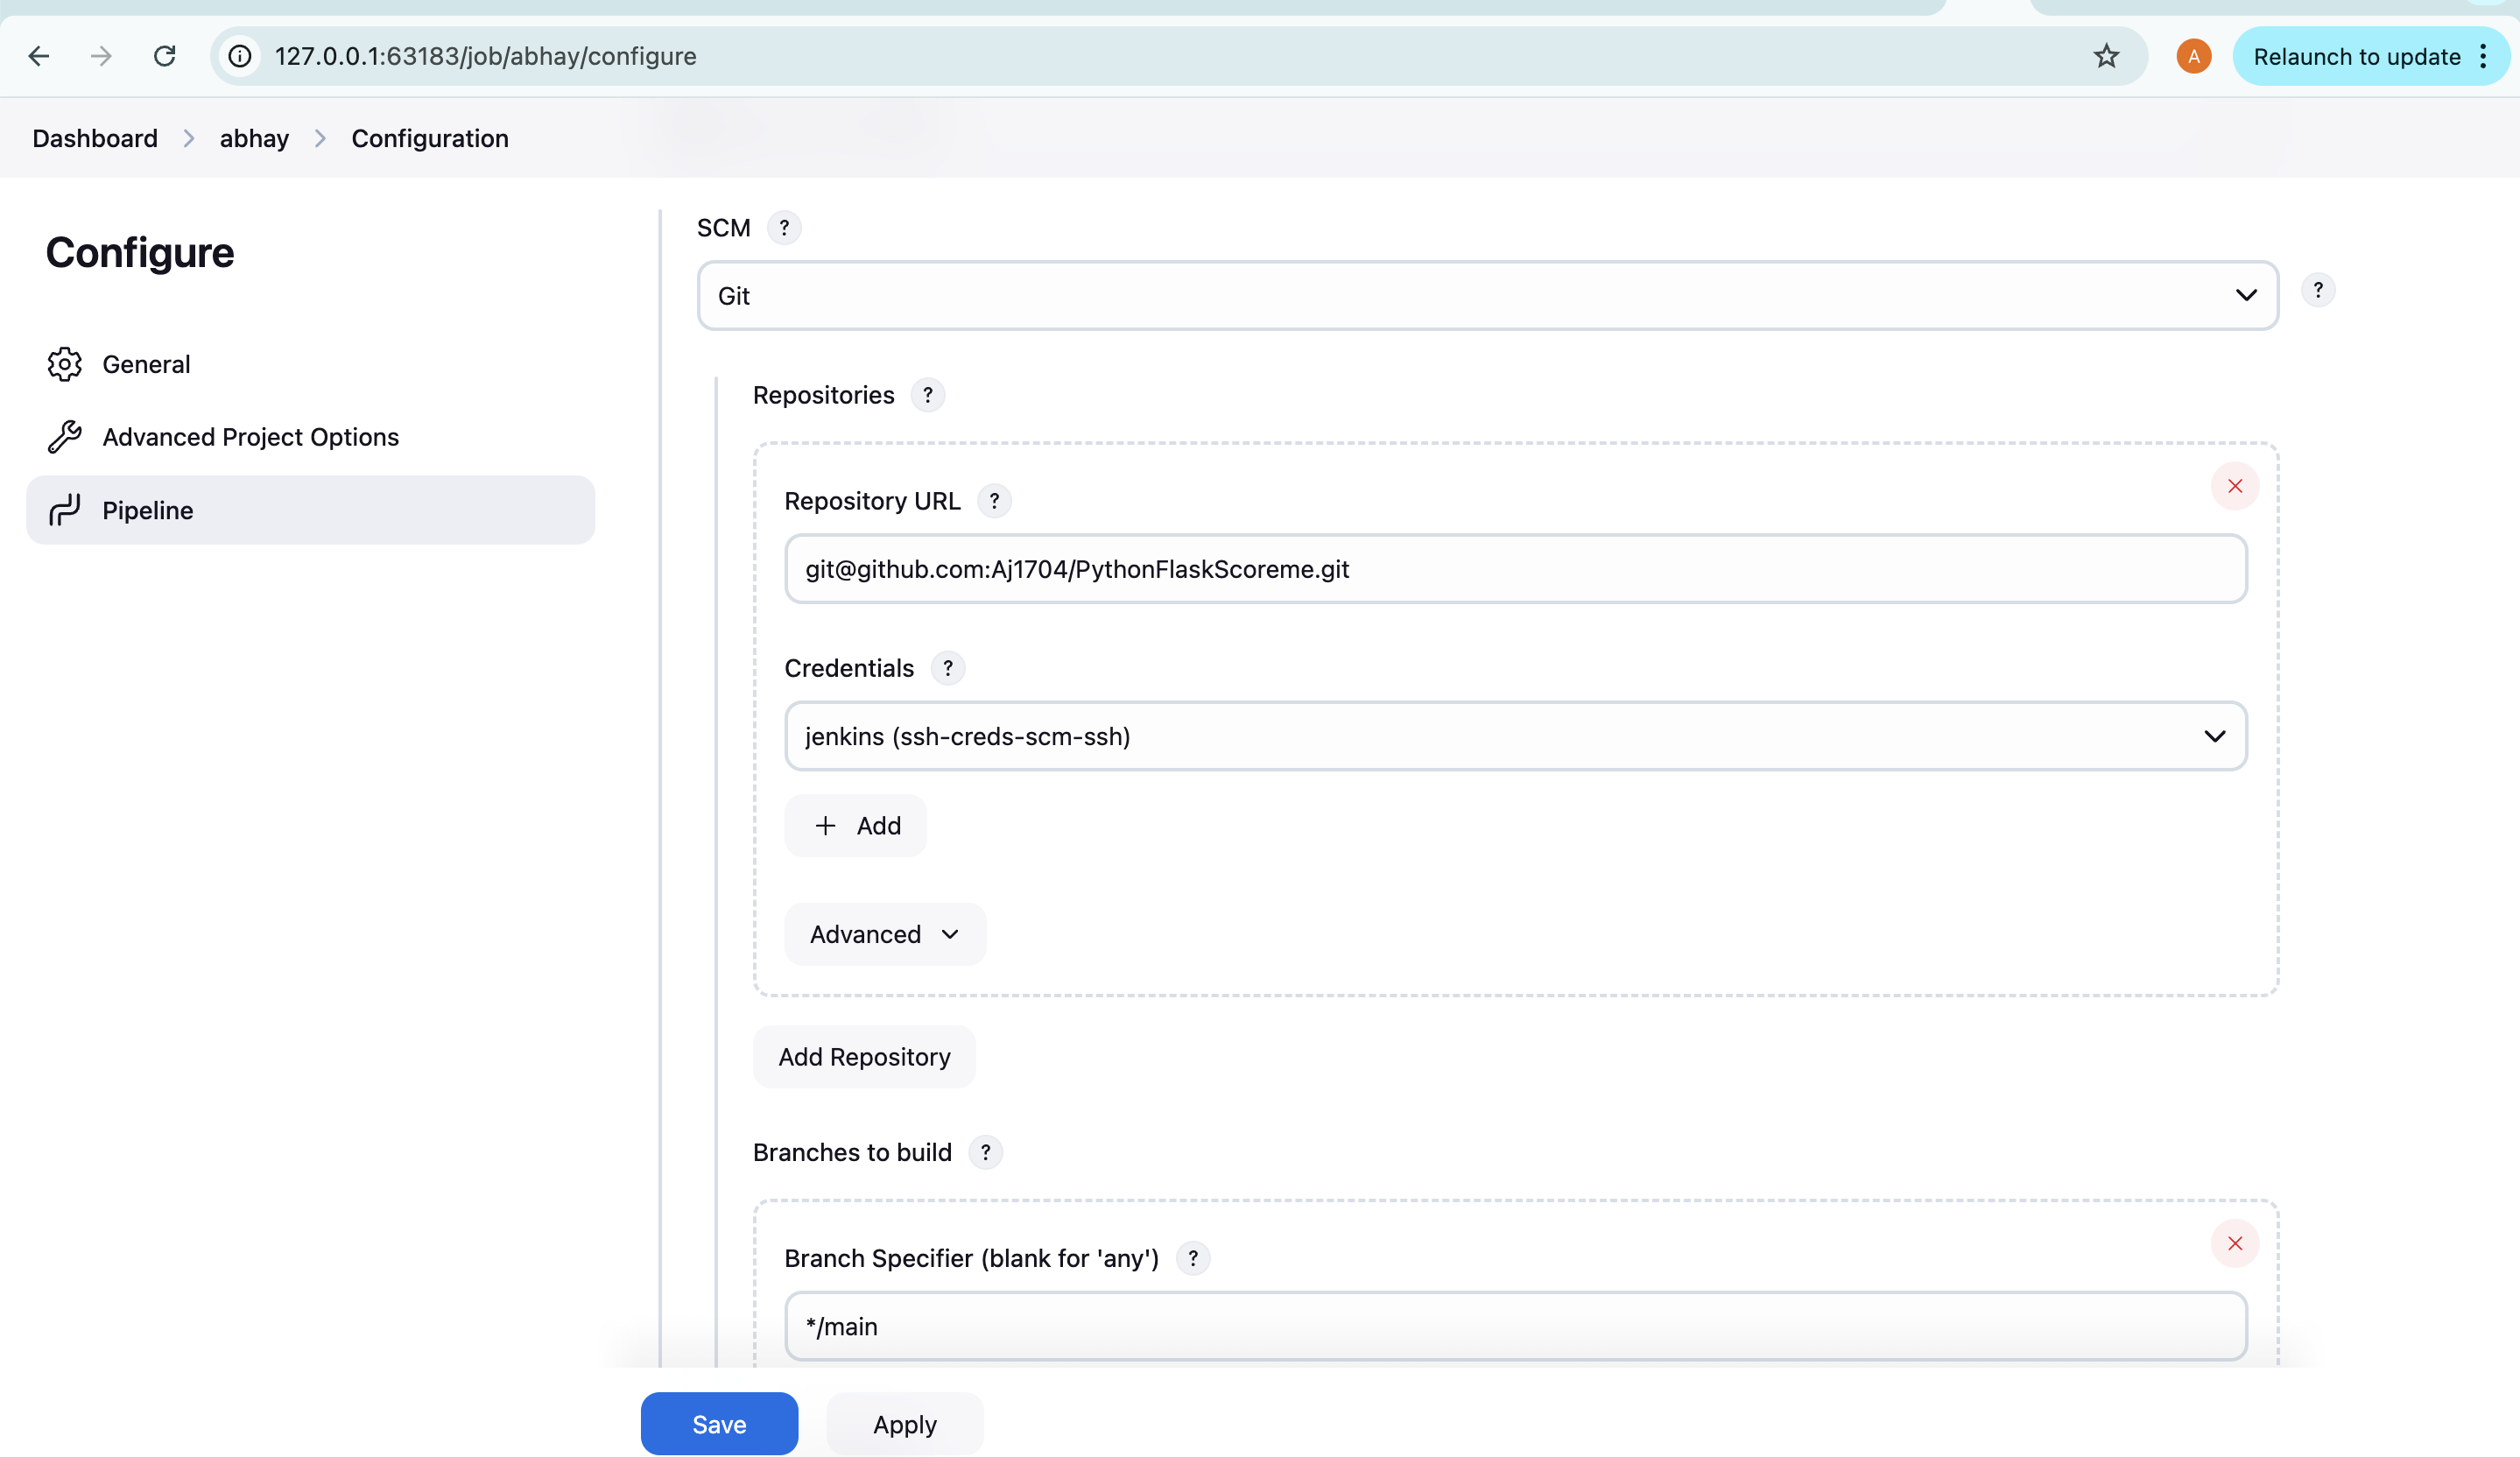 127.0.0.1:63183/job/abhay/configure
A
Relaunch to update
Dashboard
abhay
Configuration
Configure
General
Advanced Project Options
Pipeline
SCM ?
Git
?
Repositories ?
Repository URL ?
git@github.com:Aj1704/PythonFlaskScoreme.git
Credentials ?
jenkins (ssh-creds-scm-ssh)
Add
Advanced
Add Repository
Branches to build ?
Branch Specifier (blank for 'any') ?
*/main
Save
Apply